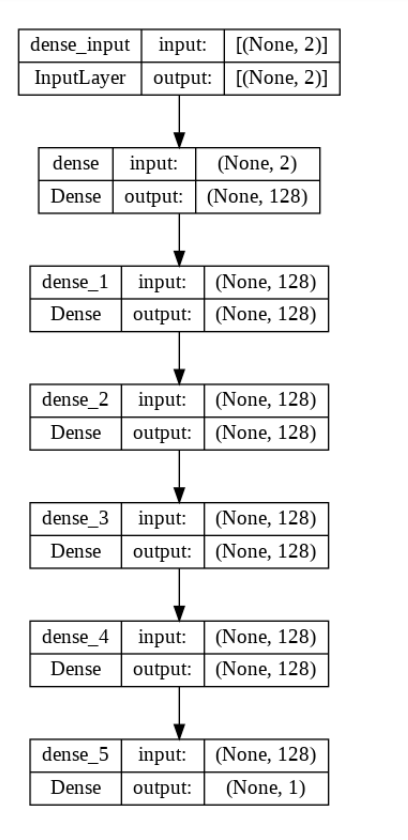 dense_input input: [(None, 2)]
InputLayer output: [(None, 2)]
dense input: (None, 2)
Dense output: (None, 128)
dense_1 input: (None, 128)
Dense output: (None, 128)
dense_2 input: (None, 128)
Dense output: (None, 128)
dense_3 input: (None, 128)
Dense output: (None, 128)
dense_4 input: (None, 128)
Dense output: (None, 128)
dense_5 input: (None, 128)
Dense output: (None, 1)